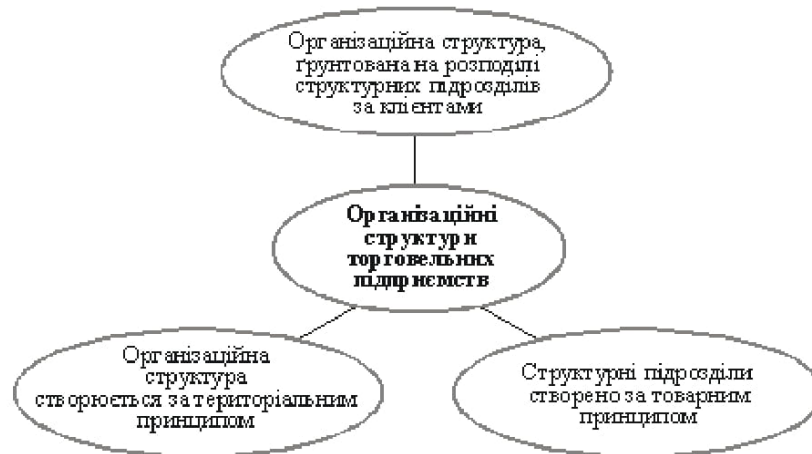 Організаційна структура,
ґрунтована на розподілі
структурних підрозділів
за клієнтами
Організаційні
структури
торговельних
підприємств
Організаційна
структура
створюється за територіальним
принципом
Структурні підрозділи
створено за товарним
принципом